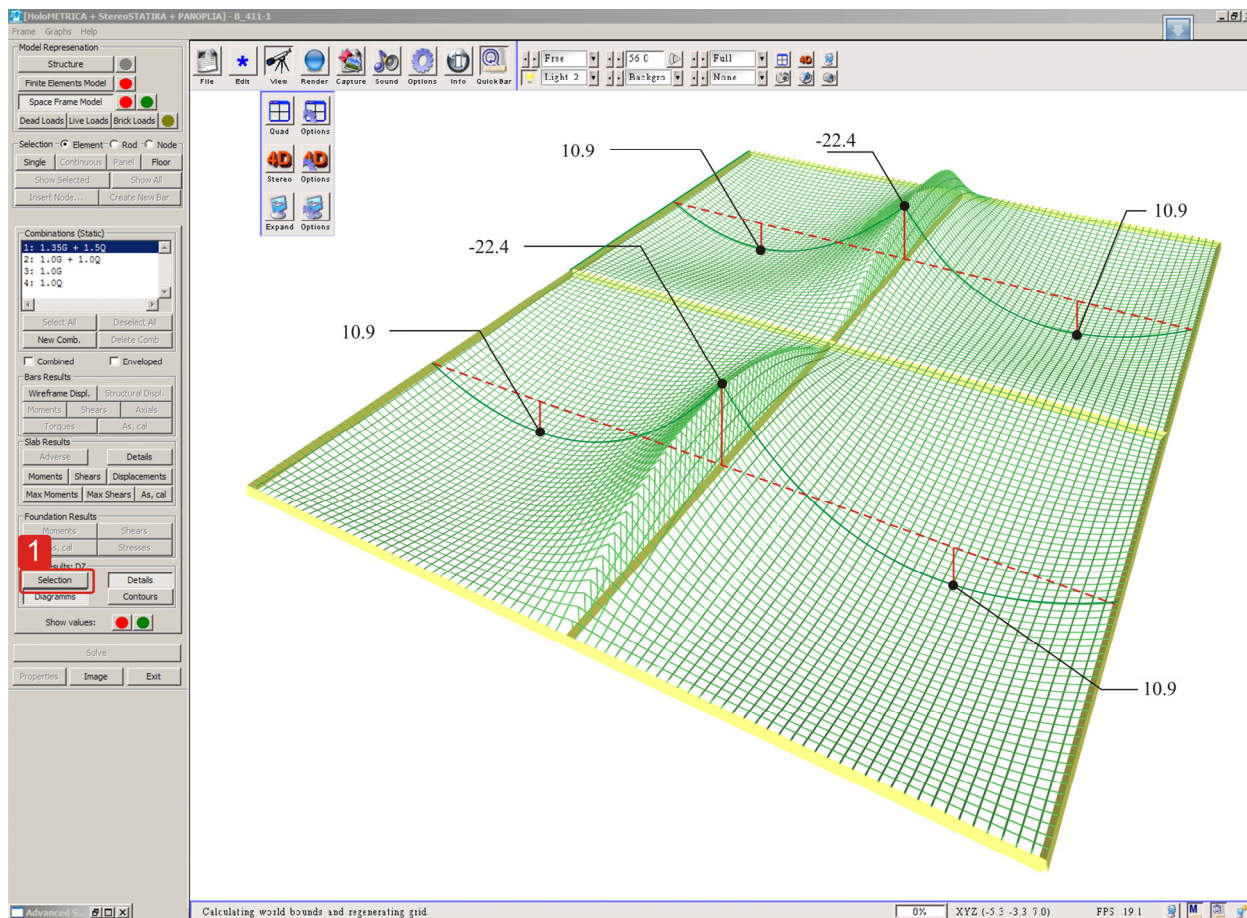 [HoloMETRICA + StereoSTATIKA + PANOPLIA] - B_411-1
Frame Graphs Help
Model Represenation
Structure
Finite Elements Model
Space Frame Model
Dead Loads Live Loads Brick Loads
Selection Element Rod Node
Single Continuous Panel Floor
Show Selected Show All
Insert Node... Create New Bar
Combinations (Static)
1: 1.35G + 1.5Q
2: 1.0G + 1.0Q
3: 1.0G
4: 1.0Q
Select All Deselect All
New Comb. Delete Comb
Combined Enveloped
Bars Results
Wireframe Displ. Structural Displ.
Moments Shears Axials
Torques As, cal
Slab Results
Adverse Details
Moments Shears Displacements
Max Moments Max Shears As, cal
Foundation Results
Moments Shears
cal Stresses
1
DZ
Selection Details
Diagramms Contours
Show values:
Solve
Properties Image Exit
Advanced S...
File Edit View Render Capture Sound Options Info QuickBar
Free 56.0 Full 4D
Light 2 Backgro None
Quad Options
4D 4D
Stereo Options
Expand Options
10.9
-22.4
10.9
-22.4
10.9
10.9
Calculating world bounds and regenerating grid. 0% XYZ (-5.3 -3.3 7.0) FPS: 19.1 M